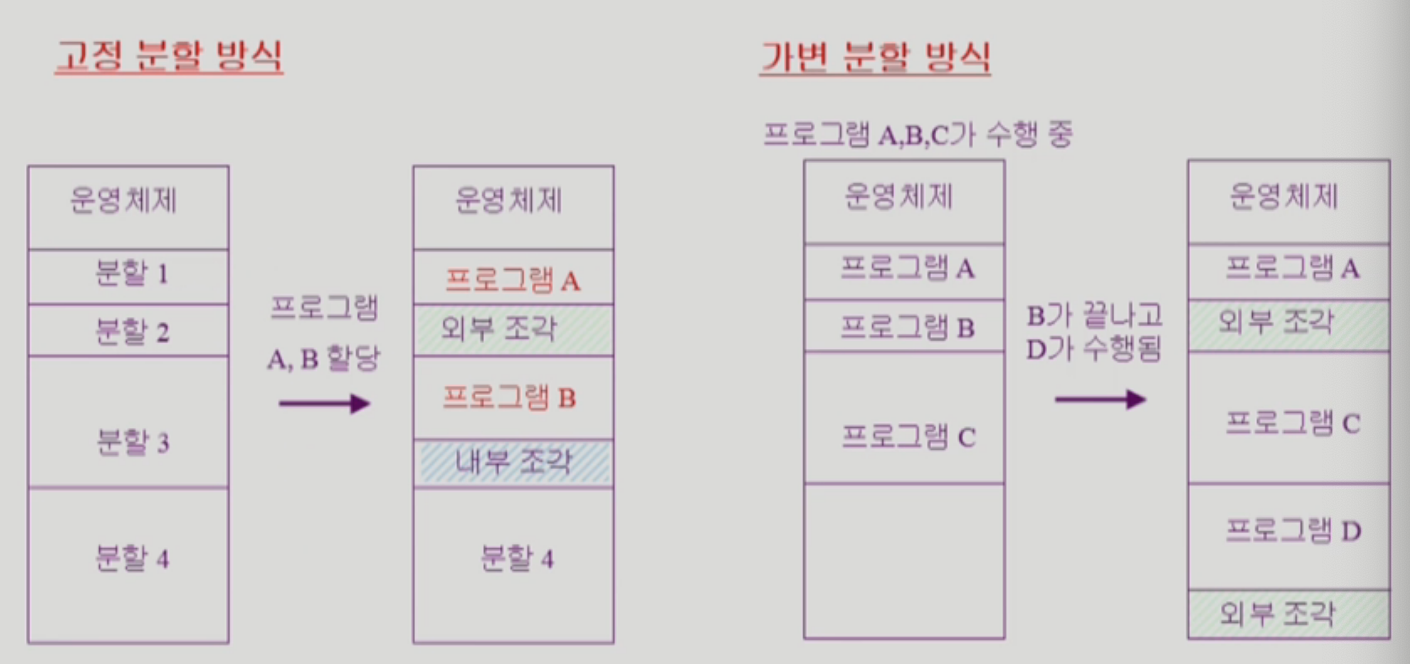 고정 분할 방식
운영체제
분할 1
분할 2
분할 3
분할 4
프로그램
A, B 할당
운영체제
프로그램 A
외부 조각
프로그램 B
내부 조각
분할 4
가변 분할 방식
프로그램 A,B,C가 수행 중
운영체제
프로그램 A
프로그램 B
프로그램 C
B가 끝나고
D가 수행됨
운영체제
프로그램 A
외부 조각
프로그램 C
프로그램 D
외부 조각